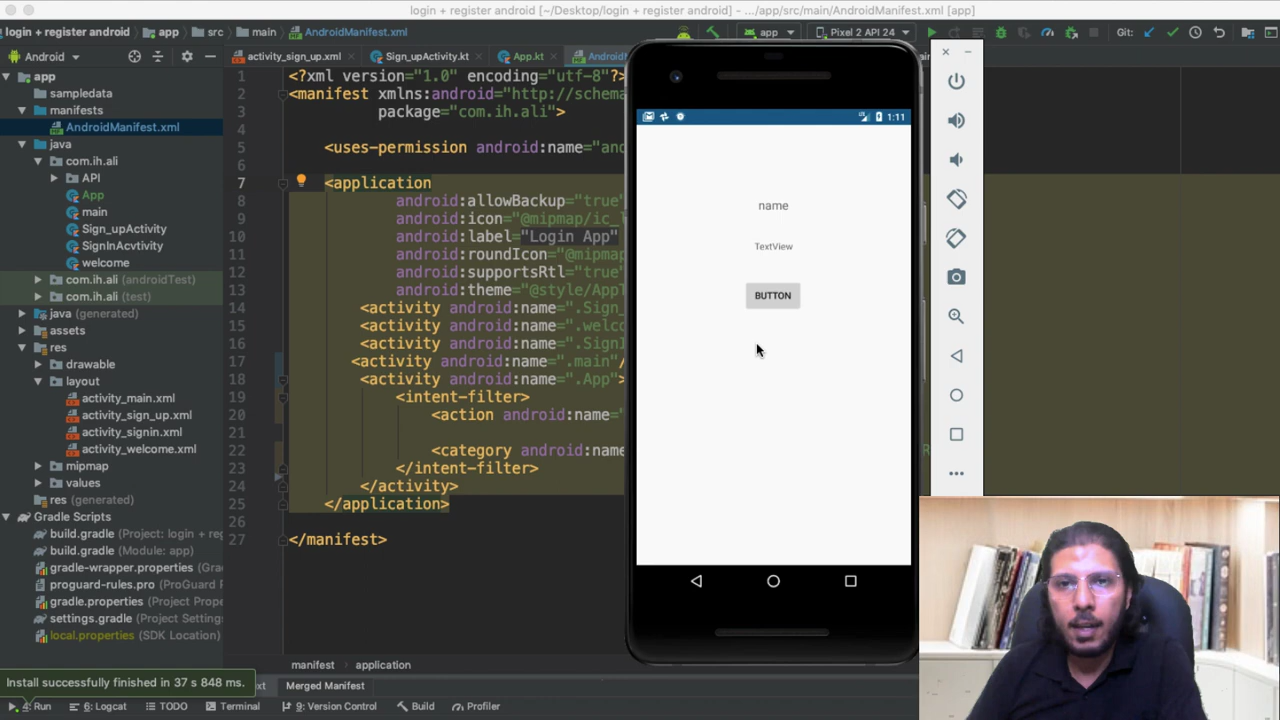 login + register android [~/Desktop/login + register android] - .../app/src/main/AndroidManifest.xml [app]
login + register android app src main AndroidManifest.xml app Pixel 2 API 24 Git:
Android activity_sign_up.xml Sign_upActivity.kt App.kt Android
app
sampledata
manifests
AndroidManifest.xml
java
com.ih.ali
API
App
main
Sign_upActivity
SignInAcvtivity
welcome
com.ih.ali (androidTest)
com.ih.ali (test)
java (generated)
assets
res
drawable
layout
activity_main.xml
activity_sign_up.xml
activity_signin.xml
activity_welcome.xml
mipmap
values
res (generated)
Gradle Scripts
build.gradle (Project: login + reg
build.gradle (Module: app)
gradle-wrapper.properties (Gra
proguard-rules.pro (ProGuard
gradle.properties (Project Prope
settings.gradle (Project Setting
local.properties (SDK Location)
1 <?xml version="1.0" encoding="utf-8"?>
2 <manifest xmlns:android="http://schema
3 package="com.ih.ali">
4
5 <uses-permission android:name="and
6
7 <application
8 android:allowBackup="true"
9 android:icon="@mipmap/ic_l
10 android:label="Login App"
11 android:roundIcon="@mipmap
12 android:supportsRtl="true"
13 android:theme="@style/AppT
14 <activity android:name=".Sign_
15 <activity android:name=".welco
16 <activity android:name=".SignI
17 <activity android:name=".main"/
18 <activity android:name=".App">
19 <intent-filter>
20 <action android:name="
21
22 <category android:name
23 </intent-filter>
24 </activity>
25 </application>
26
27 </manifest>
1:11
name
TextView
BUTTON
manifest application
Install successfully finished in 37 s 848 ms.
xt Merged Manifest
4: Run 6: Logcat TODO Terminal 9: Version Control Build Profiler